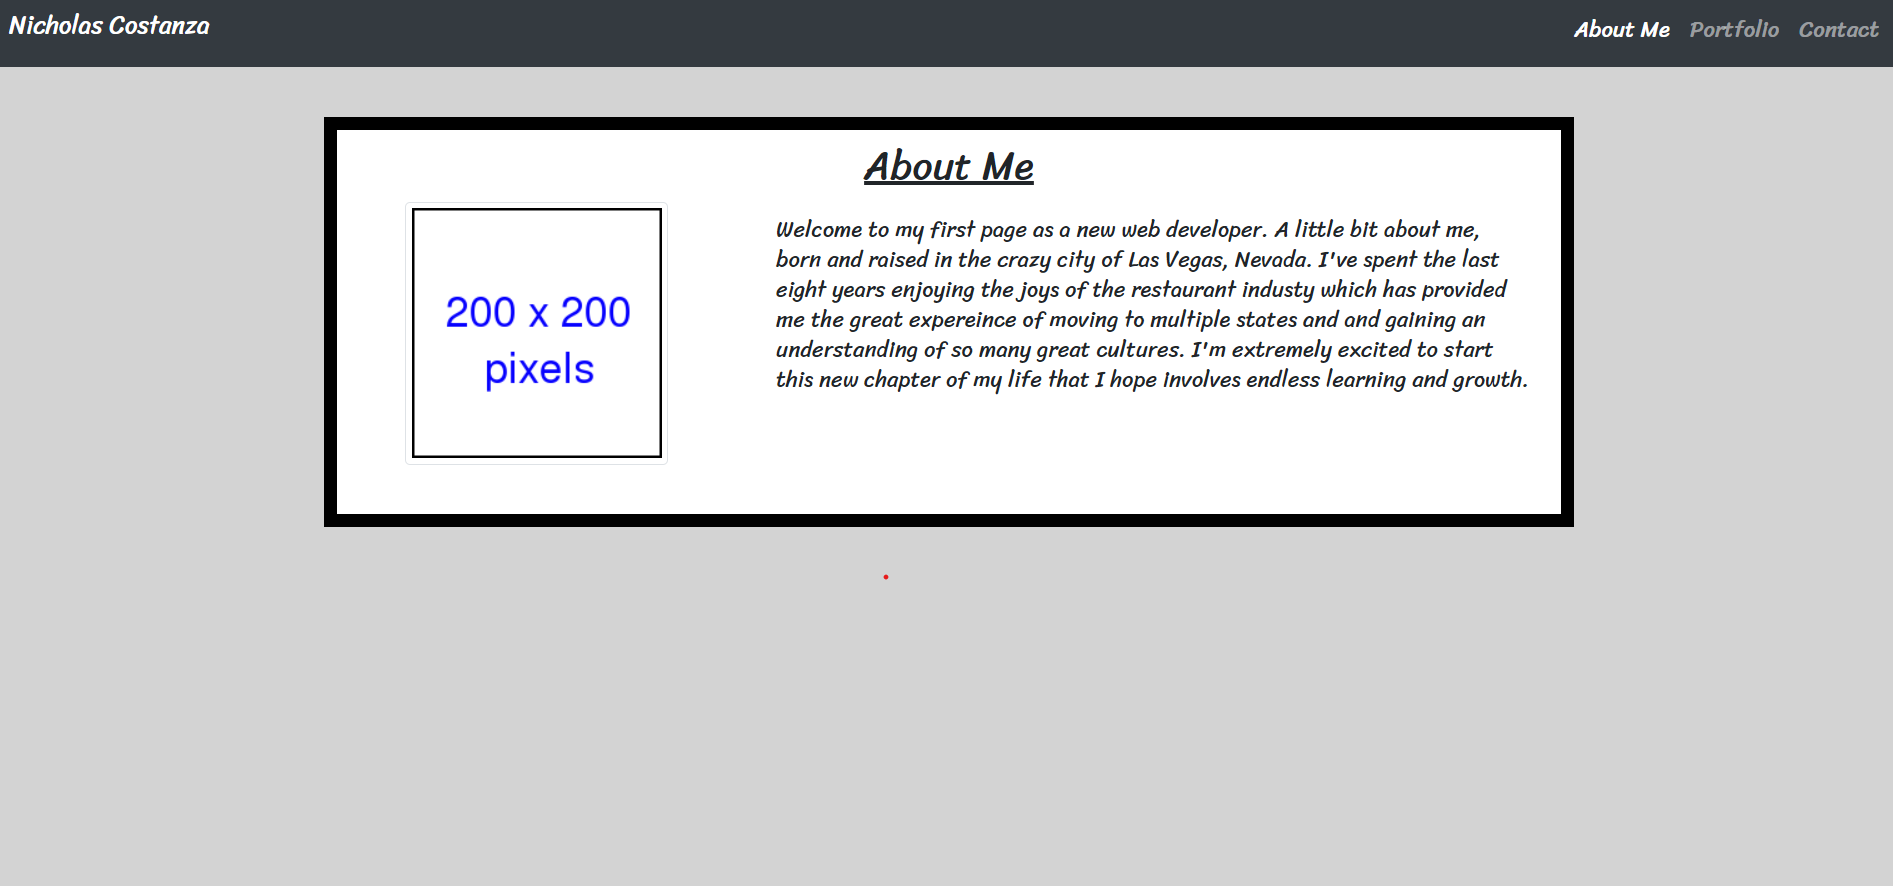 Nicholas Costanza
About Me Portfolio Contact
About Me
200 x 200
pixels
Welcome to my first page as a new web developer. A little bit about me,
born and raised in the crazy city of Las Vegas, Nevada. I've spent the last
eight years enjoying the joys of the restaurant industy which has provided
me the great expereince of moving to multiple states and and gaining an
understanding of so many great cultures. I'm extremely excited to start
this new chapter of my life that I hope involves endless learning and growth.